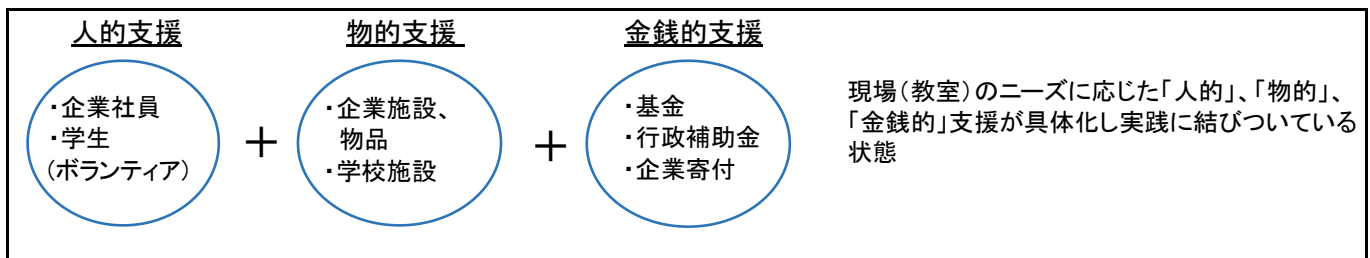 人的支援
・企業社員
・学生
(ボランティア)
＋
物的支援
・企業施設、
物品
・学校施設
＋
金銭的支援
・基金
・行政補助金
・企業寄付
現場(教室)のニーズに応じた「人的」、「物的」、
「金銭的」支援が具体化し実践に結びついている
状態